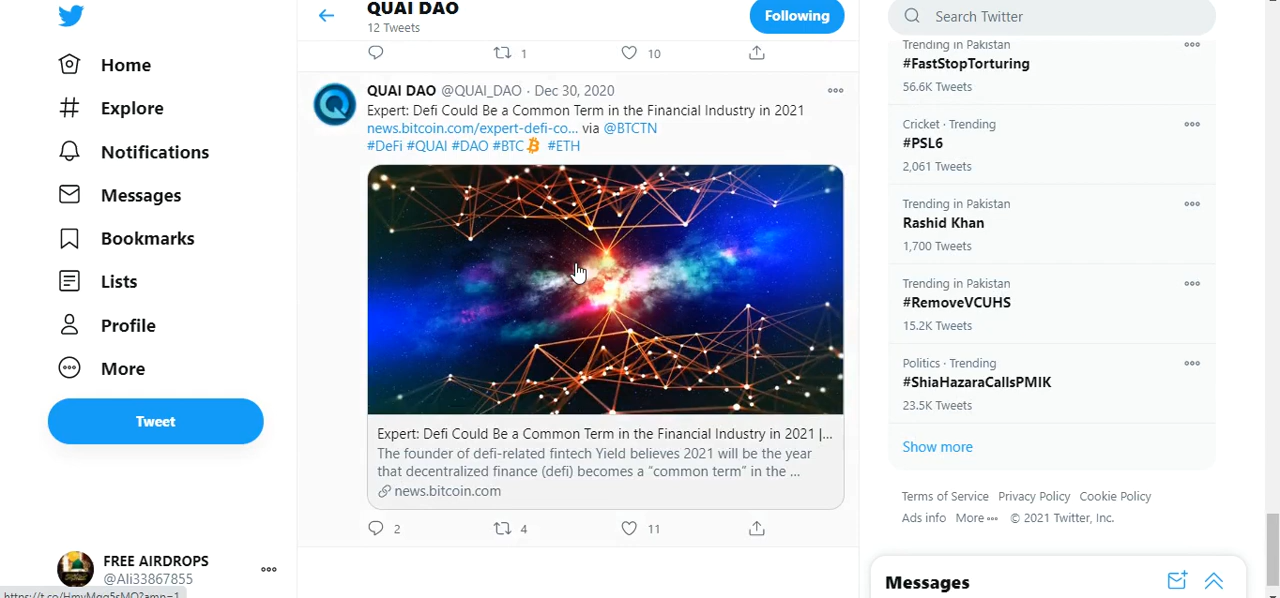 Home
Explore
Notifications
Messages
Bookmarks
Lists
Profile
More
Tweet
FREE AIRDROPS
@Ali33867855
QUAI DAO
12 Tweets
Following
1
10
QUAI DAO @QUAI_DAO · Dec 30, 2020
Expert: Defi Could Be a Common Term in the Financial Industry in 2021
news.bitcoin.com/expert-defi-co... via @BTCTN
#DeFi #QUAI #DAO #BTC #ETH
Expert: Defi Could Be a Common Term in the Financial Industry in 2021 |...
The founder of defi-related fintech Yield believes 2021 will be the year
that decentralized finance (defi) becomes a “common term” in the ...
news.bitcoin.com
2
4
11
Search Twitter
Trending in Pakistan
#FastStopTorturing
56.6K Tweets
Cricket · Trending
#PSL6
2,061 Tweets
Trending in Pakistan
Rashid Khan
1,700 Tweets
Trending in Pakistan
#RemoveVCUHS
15.2K Tweets
Politics · Trending
#ShiaHazaraCallsPMIK
23.5K Tweets
Show more
Terms of Service Privacy Policy Cookie Policy
Ads info More © 2021 Twitter, Inc.
Messages